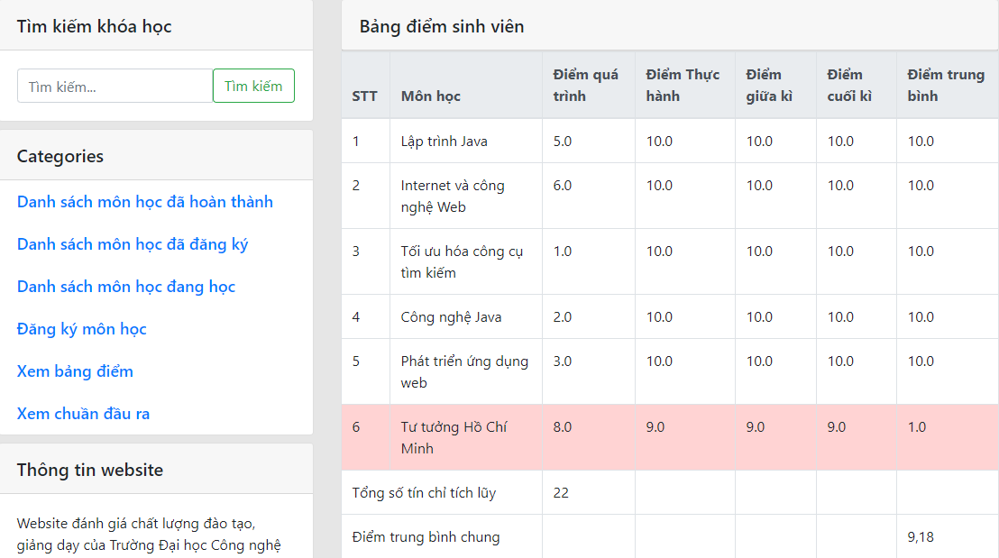 Tìm kiếm khóa học
Tìm kiếm...
Tìm kiếm
Categories
Danh sách môn học đã hoàn thành
Danh sách môn học đã đăng ký
Danh sách môn học đang học
Đăng ký môn học
Xem bảng điểm
Xem chuần đầu ra
Thông tin website
Website đánh giá chất lượng đào tạo,
giảng dạy của Trường Đại học Công nghệ
Bảng điểm sinh viên
STT Môn học Điểm quá trình Điểm Thực hành Điểm giữa kì Điểm cuối kì Điểm trung bình
1 Lập trình Java 5.0 10.0 10.0 10.0 10.0
2 Internet và công nghệ Web 6.0 10.0 10.0 10.0 10.0
3 Tối ưu hóa công cụ tìm kiếm 1.0 10.0 10.0 10.0 10.0
4 Công nghệ Java 2.0 10.0 10.0 10.0 10.0
5 Phát triển ứng dụng web 3.0 10.0 10.0 10.0 10.0
6 Tư tưởng Hồ Chí Minh 8.0 9.0 9.0 9.0 1.0
Tổng số tín chỉ tích lũy 22
Điểm trung bình chung 9,18